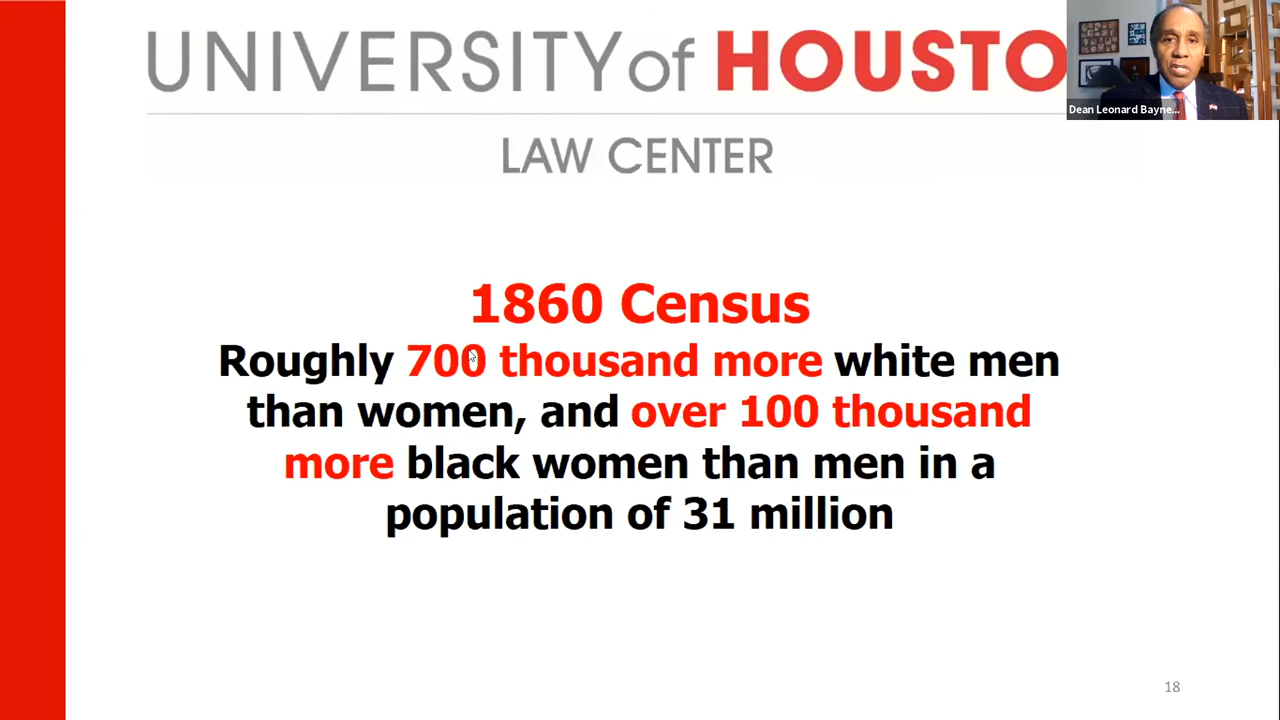 UNIVERSITY of HOUSTO
LAW CENTER
Dean Leonard Bayne...
1860 Census
Roughly 700 thousand more white men
than women, and over 100 thousand
more black women than men in a
population of 31 million
18